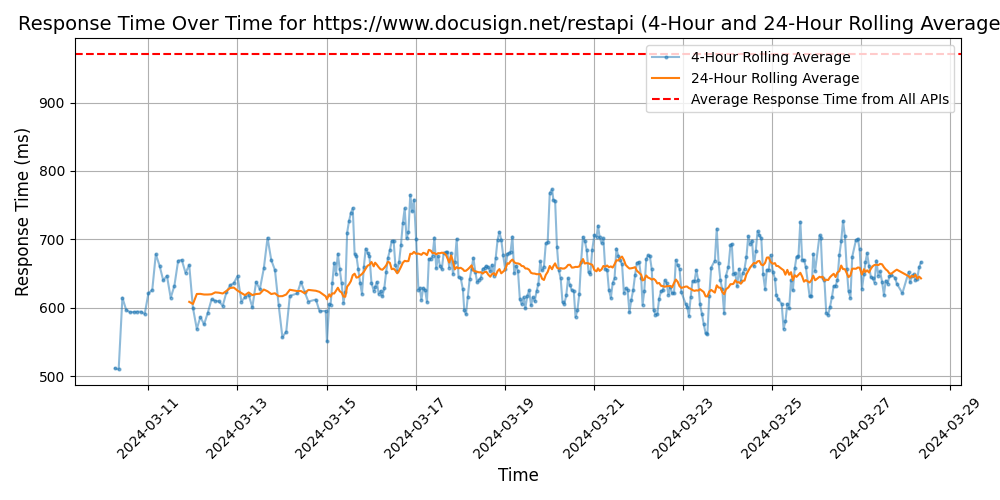 Response Time Over Time for https://www.docusign.net/restapi (4-Hour and 24-Hour Rolling Average
4-Hour Rolling Average
24-Hour Rolling Average
Average Response Time from All APIs
Response Time (ms)
900
800
700
600
500
2024-03-11
2024-03-13
2024-03-15
2024-03-17
2024-03-19
2024-03-21
2024-03-23
2024-03-25
2024-03-27
2024-03-29
Time